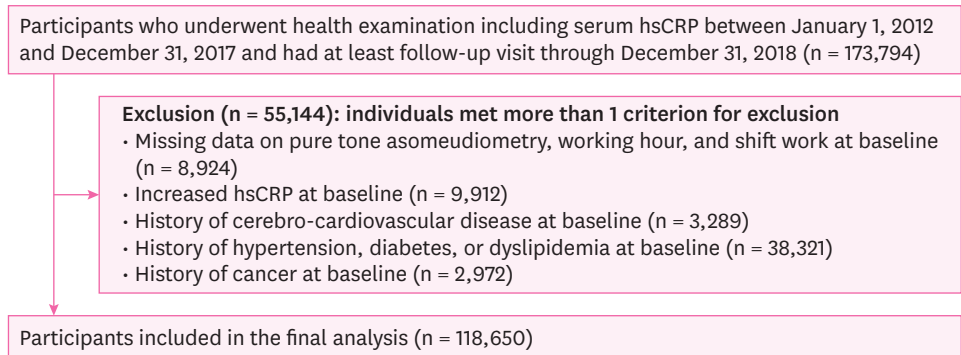 Participants who underwent health examination including serum hsCRP between January 1, 2012
and December 31, 2017 and had at least follow-up visit through December 31, 2018 (n = 173,794)
Exclusion (n = 55,144): individuals met more than 1 criterion for exclusion
· Missing data on pure tone asomeudiometry, working hour, and shift work at baseline
(n = 8,924)
· Increased hsCRP at baseline (n = 9,912)
· History of cerebro-cardiovascular disease at baseline (n = 3,289)
· History of hypertension, diabetes, or dyslipidemia at baseline (n = 38,321)
· History of cancer at baseline (n = 2,972)
Participants included in the final analysis (n = 118,650)